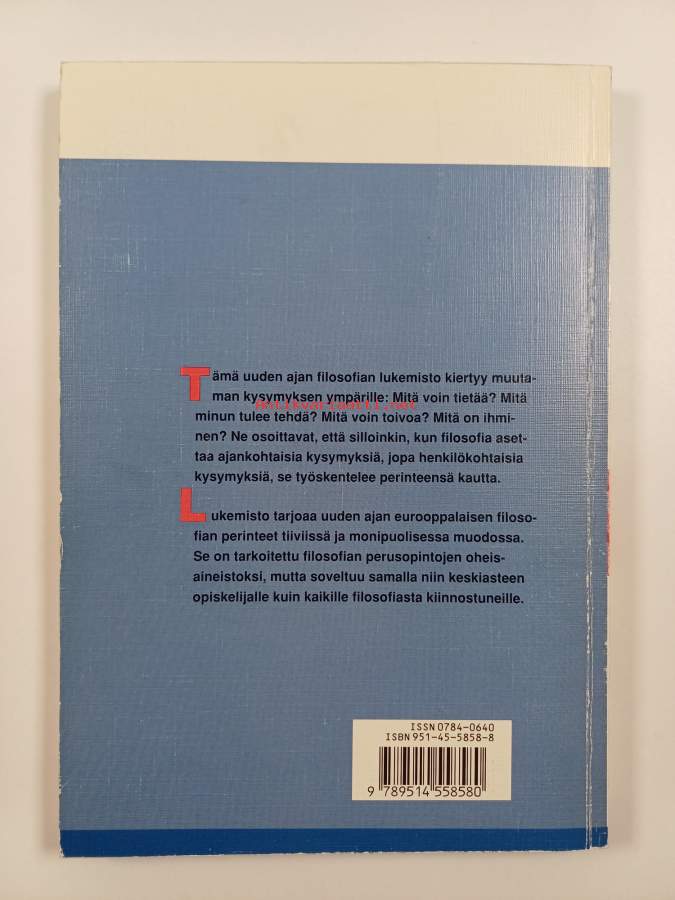 Tämä uuden ajan filosofian lukemisto kiertyy muuta-
man kysymyksen ympärille: Mitä voin tietää? Mitä
antikvariaatti.net
minun tulee tehdä? Mitä voin toivoa? Mitä on ihmi-
nen? Ne osoittavat, että silloinkin, kun filosofia aset-
taa ajankohtaisia kysymyksiä, jopa henkilökohtaisia
kysymyksiä, se työskentelee perinteensä kautta.
Lukemisto tarjoaa uuden ajan eurooppalaisen filoso-
fian perinteet tiiviissä ja monipuolisessa muodossa.
Se on tarkoitettu filosofian perusopintojen oheis-
aineistoksi, mutta soveltuu samalla niin keskiasteen
opiskelijalle kuin kaikille filosofiasta kiinnostuneille.
ISSN 0784-0640
ISBN 951-45-5858-8
9 789514 558580